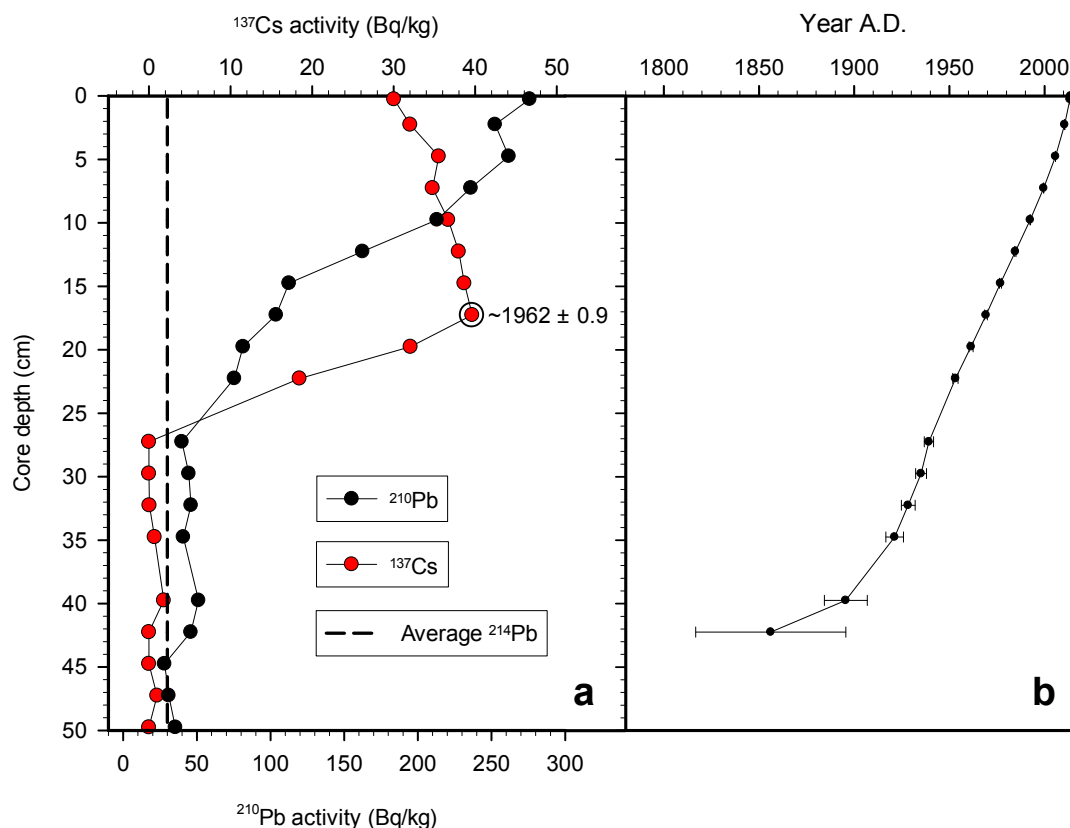 ¹³⁷Cs activity (Bq/kg)
Year A.D.
0 10 20 30 40 50
1800 1850 1900 1950 2000
Core depth (cm)
0
5
10
15
20
25
30
35
40
45
50
~1962 ± 0.9
²¹⁰Pb
¹³⁷Cs
Average ²¹⁴Pb
a
b
0 50 100 150 200 250 300
²¹⁰Pb activity (Bq/kg)